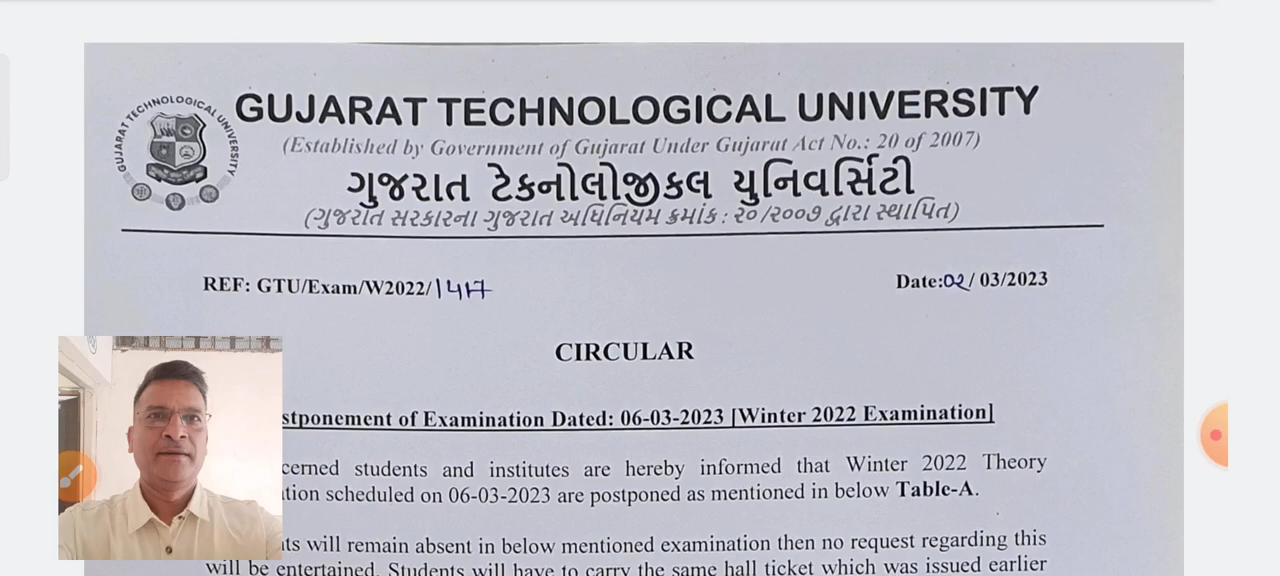 GUJARAT TECHNOLOGICAL UNIVERSITY
GUJARAT TECHNOLOGICAL UNIVERSITY
(Established by Government of Gujarat Under Gujarat Act No.: 20 of 2007)
ગુજરાત ટેકનોલોજીકલ યુનિવર્સિટી
(ગુજરાત સરકારના ગુજરાત અધિનિયમ ક્રમાંક : ૨૦/૨૦૦૭ દ્વારા સ્થાપિત)
REF: GTU/Exam/W2022/1417
Date:02/ 03/2023
CIRCULAR
stponement of Examination Dated: 06-03-2023 [Winter 2022 Examination]
cerned students and institutes are hereby informed that Winter 2022 Theory
tion scheduled on 06-03-2023 are postponed as mentioned in below Table-A.
ts will remain absent in below mentioned examination then no request regarding this
will be entertained. Students will have to carry the same hall ticket which was issued earlier